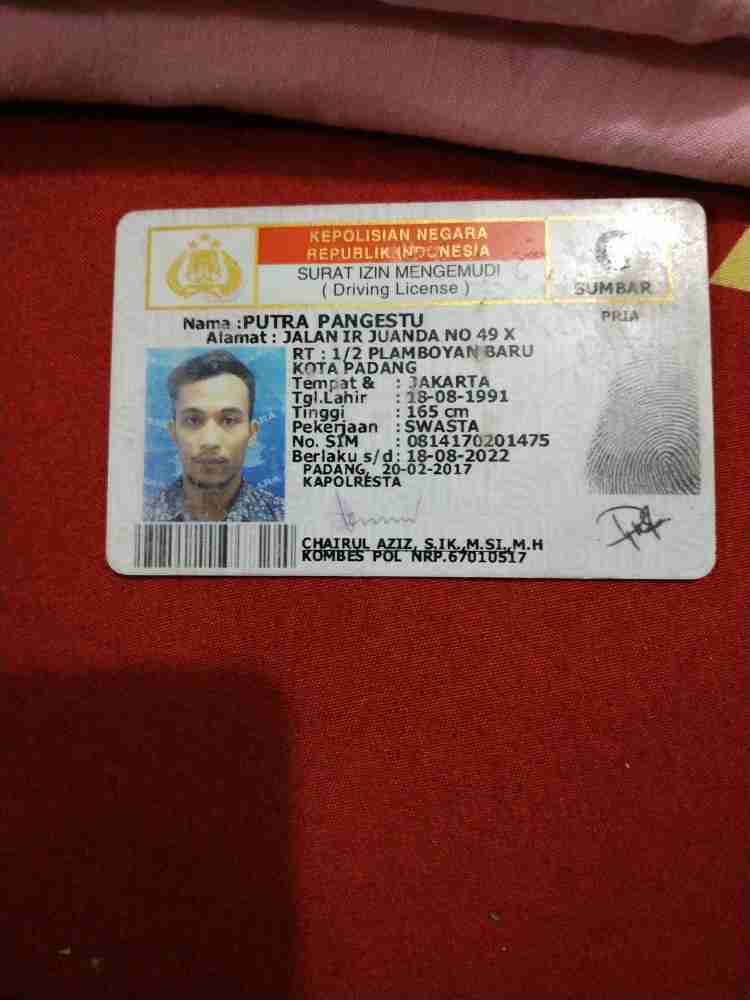 KEPOLISIAN NEGARA
REPUBLIK INDONESIA
SURAT IZIN MENGEMUDI
( Driving License )
SUMBAR
PRIA
Nama : PUTRA PANGESTU
Alamat : JALAN IR JUANDA NO 49 X
RT : 1/2 PLAMBOYAN BARU
KOTA PADANG
Tempat & : JAKARTA
Tgl.Lahir : 18-08-1991
Tinggi : 165 cm
Pekerjaan : SWASTA
No. SIM : 0814170201475
Berlaku s/d : 18-08-2022
PADANG, 20-02-2017
KAPOLRESTA
CHAIRUL AZIZ, S.IK.,M.SI.,M.H
KOMBES POL NRP.67010517